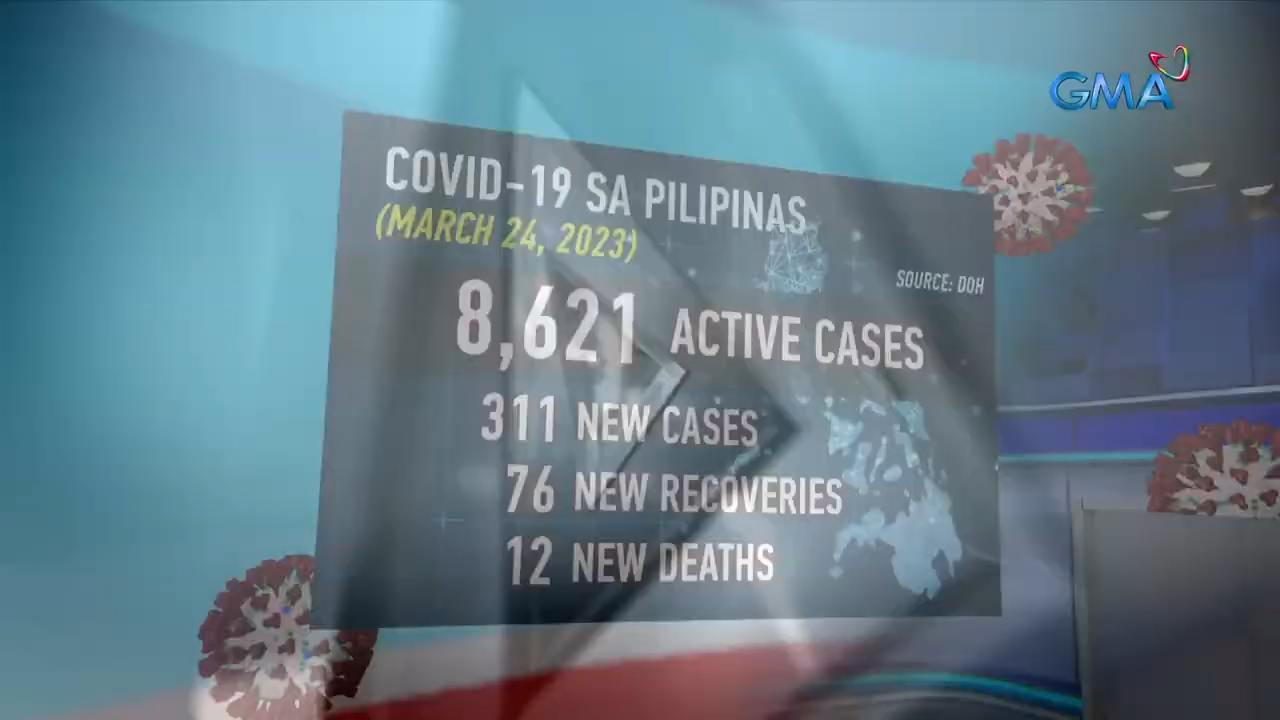 GMA
COVID-19 SA PILIPINAS
(MARCH 24, 2023)
SOURCE: DOH
8,621 ACTIVE CASES
311 NEW CASES
76 NEW RECOVERIES
12 NEW DEATHS